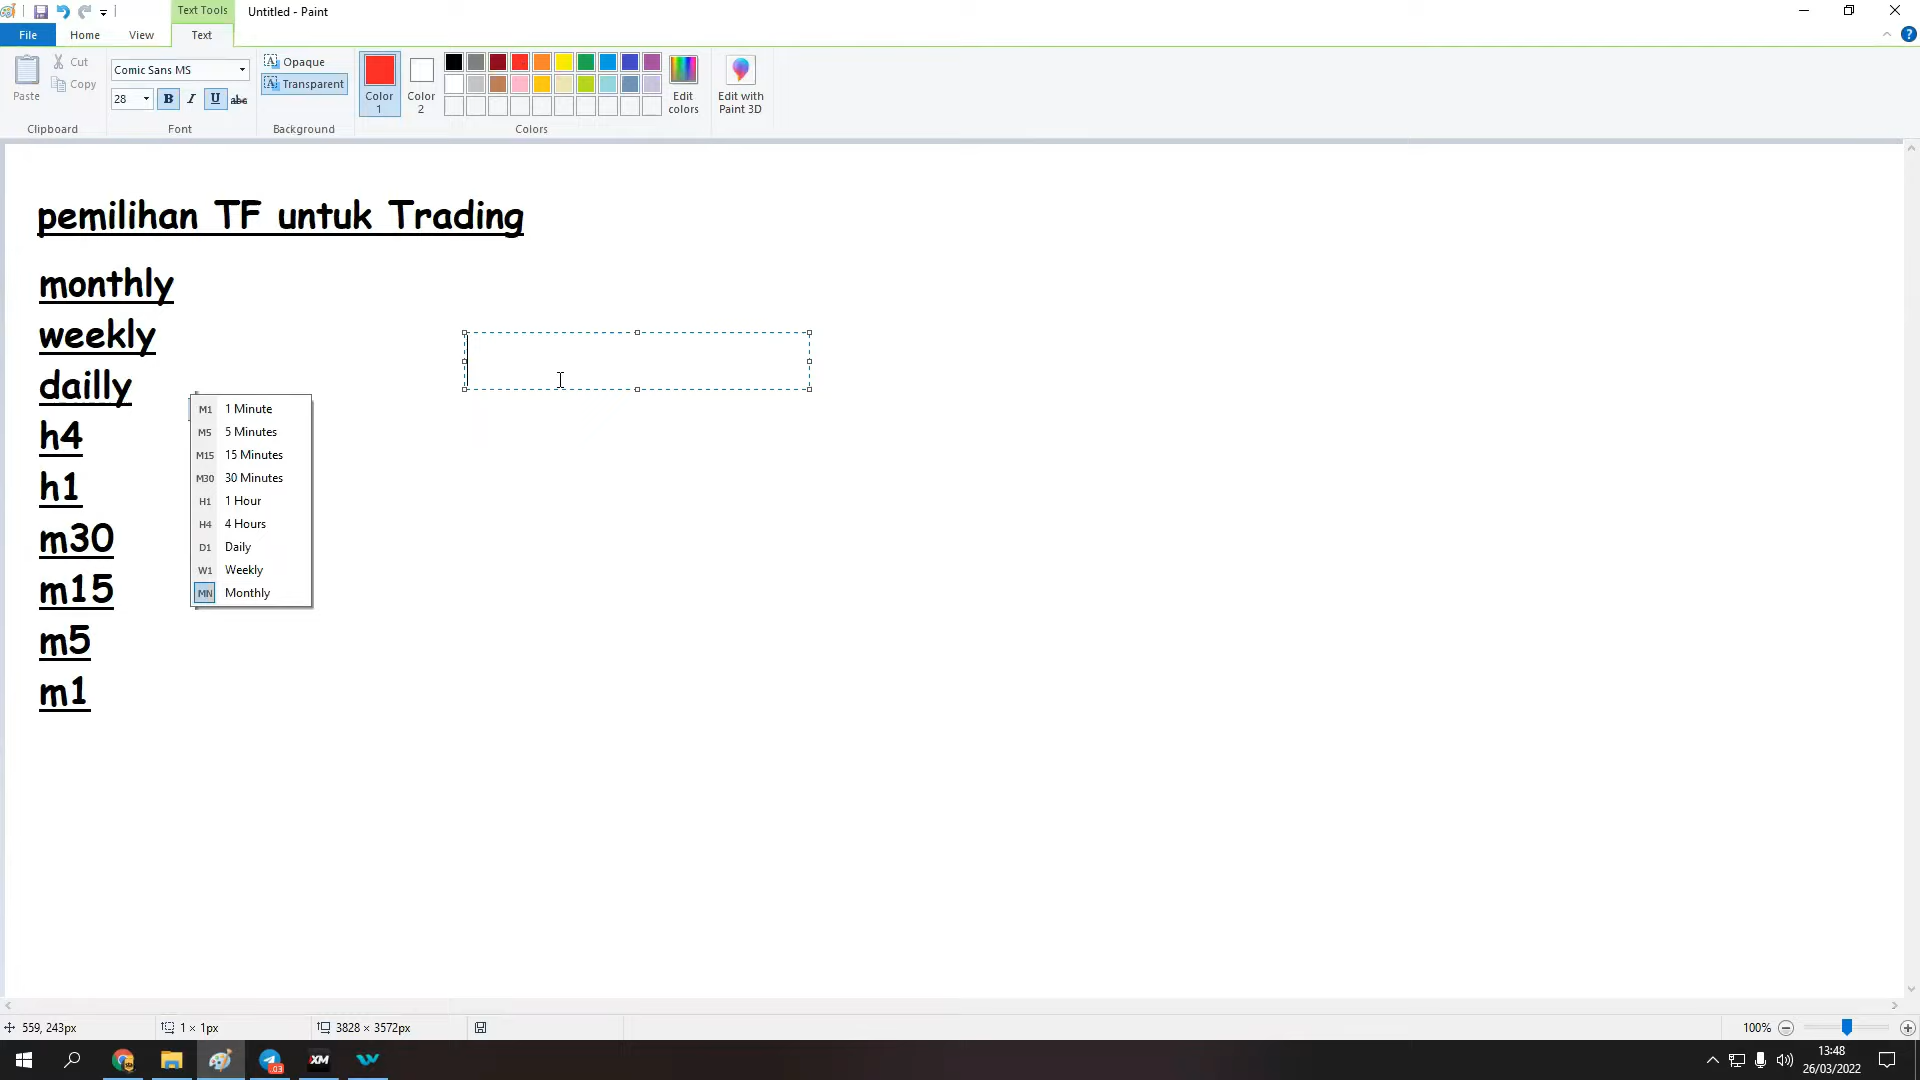 Text Tools
Untitled - Paint
File
Home
View
Text
Paste
Cut
Copy
Clipboard
Comic Sans MS
28
B
I
U
abc
Font
Opaque
Transparent
Background
Color 1
Color 2
Edit colors
Colors
Edit with Paint 3D
pemilihan TF untuk Trading
monthly
weekly
dailly
h4
h1
m30
m15
m5
m1
M1 1 Minute
M5 5 Minutes
M15 15 Minutes
M30 30 Minutes
H1 1 Hour
H4 4 Hours
D1 Daily
W1 Weekly
MN Monthly
559, 243px
1 × 1px
3828 × 3572px
100%
XM
.03
13:48
26/03/2022